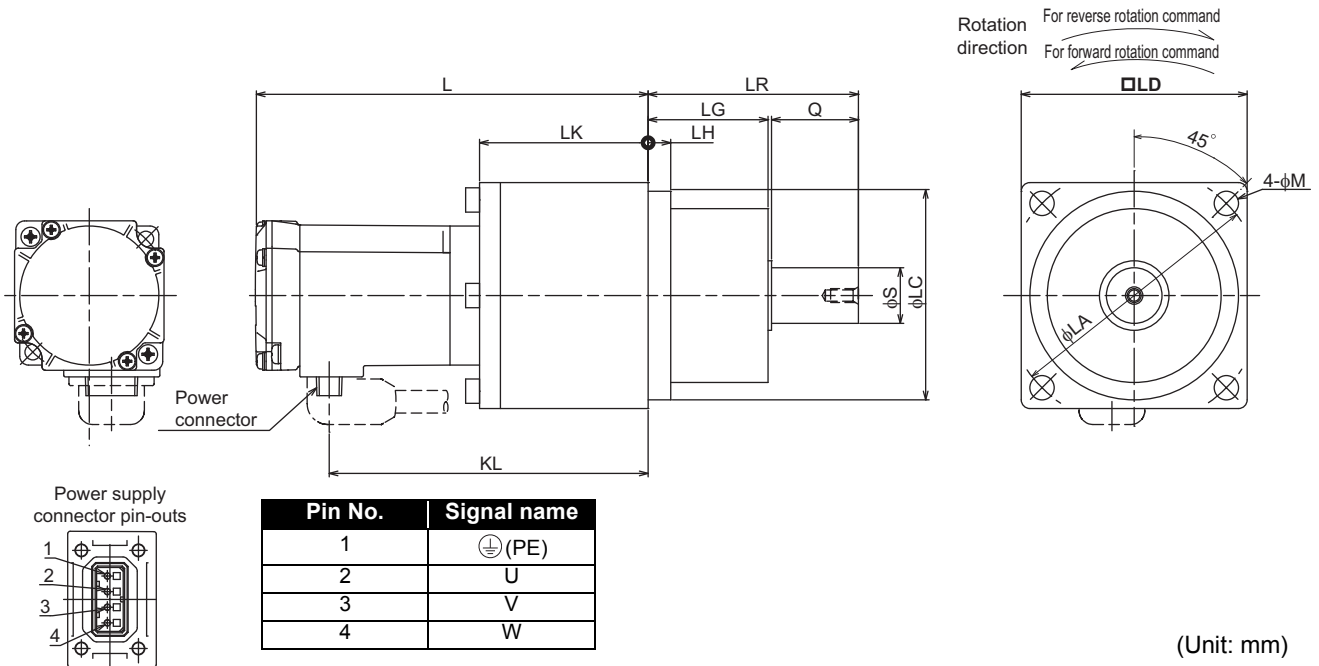 Rotation direction
For reverse rotation command
For forward rotation command
L
LR
□LD
LG
Q
LK
LH
45°
4-ϕM
ϕS
ϕLC
ϕLA
Power
connector
KL
Power supply
connector pin-outs
1
2
3
4
Pin No. Signal name
1 ⏚(PE)
2 U
3 V
4 W
(Unit: mm)